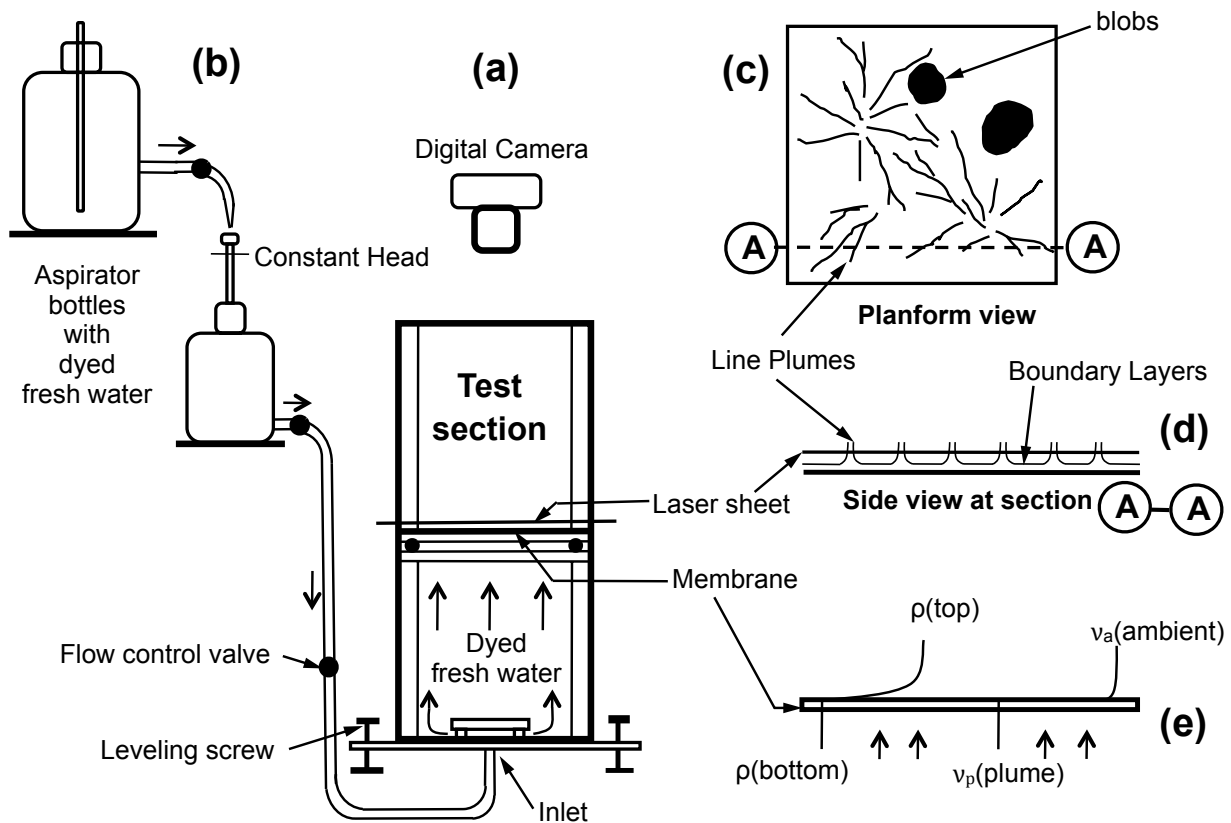 (b)
(a)
Digital Camera
Constant Head
Aspirator
bottles
with
dyed
fresh water
Test
section
Laser sheet
Membrane
Dyed
fresh water
Flow control valve
Leveling screw
Inlet
(c)
blobs
A
A
Planform view
Line Plumes
Boundary Layers
(d)
Side view at section
A
A
ρ(top)
νa(ambient)
(e)
ρ(bottom)
νp(plume)